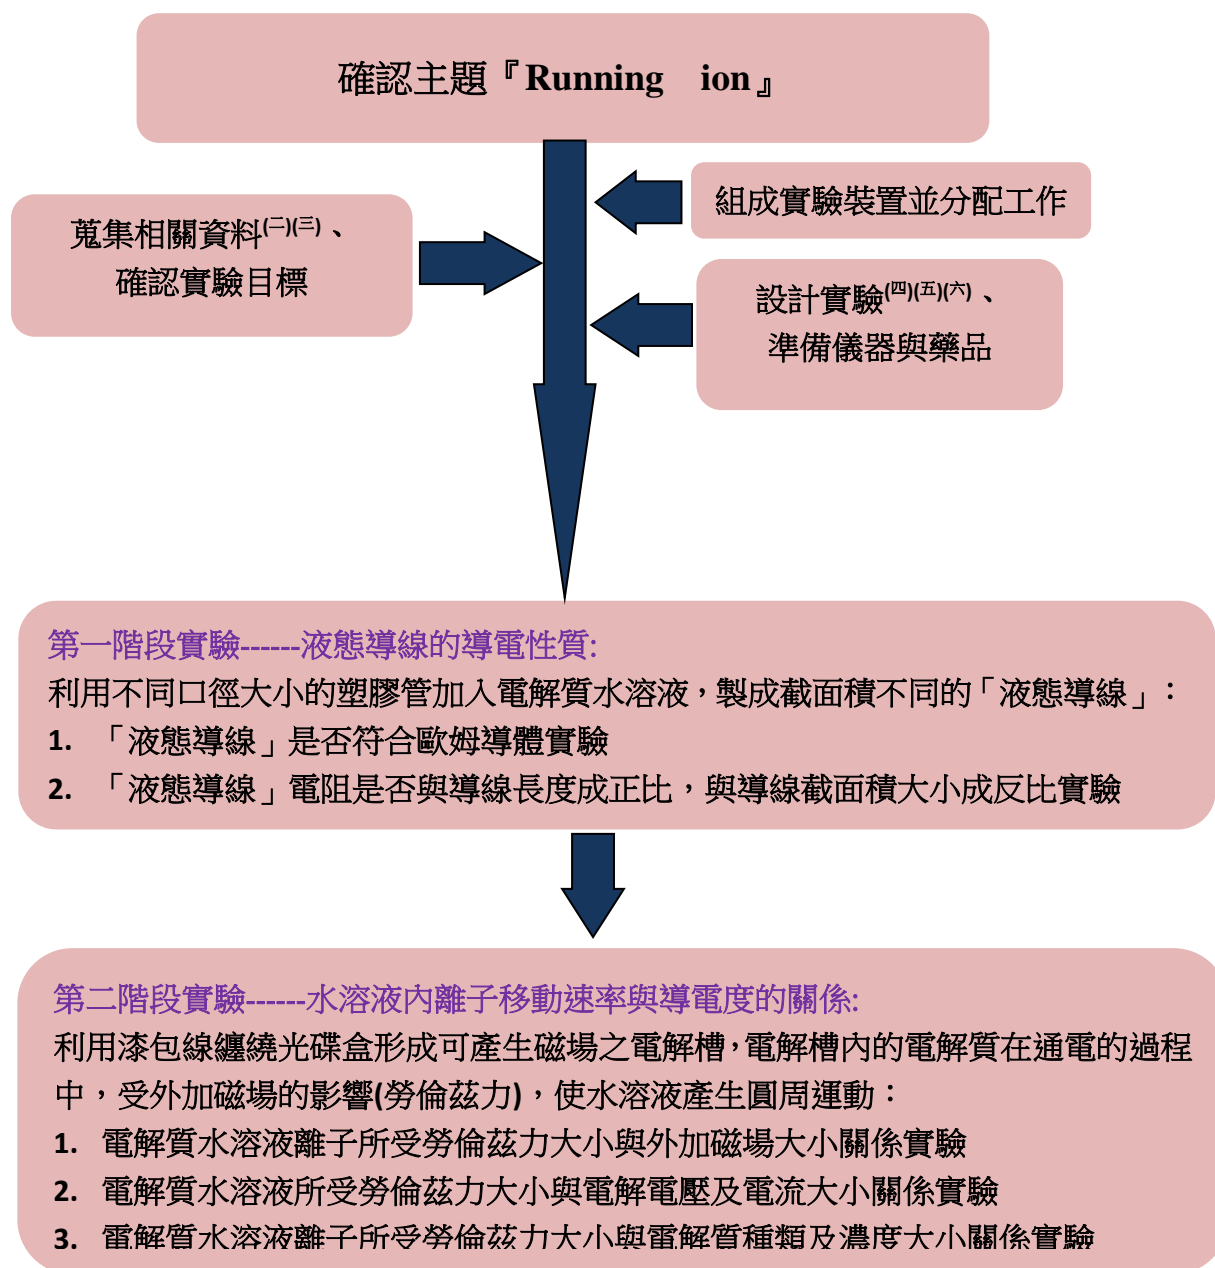 確認主題『Running ion』
組成實驗裝置並分配工作
蒐集相關資料(二)(三)、
確認實驗目標
設計實驗(四)(五)(六)、
準備儀器與藥品
第一階段實驗------液態導線的導電性質:
利用不同口徑大小的塑膠管加入電解質水溶液，製成截面積不同的「液態導線」：
1. 「液態導線」是否符合歐姆導體實驗
2. 「液態導線」電阻是否與導線長度成正比，與導線截面積大小成反比實驗
第二階段實驗------水溶液內離子移動速率與導電度的關係:
利用漆包線纏繞光碟盒形成可產生磁場之電解槽，電解槽內的電解質在通電的過程
中，受外加磁場的影響(勞倫茲力)，使水溶液產生圓周運動：
1. 電解質水溶液離子所受勞倫茲力大小與外加磁場大小關係實驗
2. 電解質水溶液所受勞倫茲力大小與電解電壓及電流大小關係實驗
3. 電解質水溶液離子所受勞倫茲力大小與電解質種類及濃度大小關係實驗